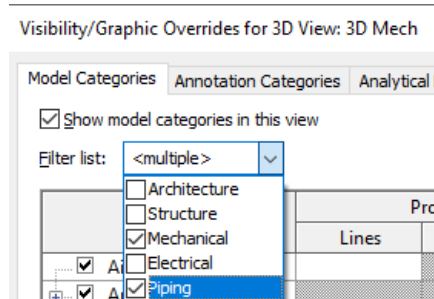 Visibility/Graphic Overrides for 3D View: 3D Mech
Model Categories Annotation Categories Analytical
Show model categories in this view
Filter list: <multiple>
Architecture
Structure
Mechanical
Lines
Electrical
Piping